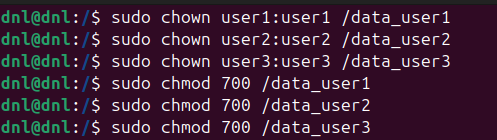 dnl@dnl:/$ sudo chown user1:user1 /data_user1
dnl@dnl:/$ sudo chown user2:user2 /data_user2
dnl@dnl:/$ sudo chown user3:user3 /data_user3
dnl@dnl:/$ sudo chmod 700 /data_user1
dnl@dnl:/$ sudo chmod 700 /data_user2
dnl@dnl:/$ sudo chmod 700 /data_user3